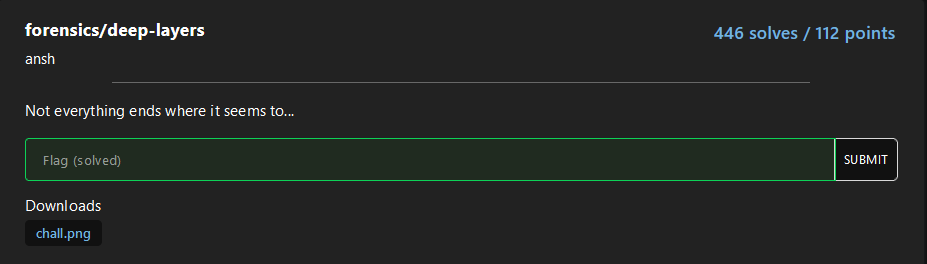 forensics/deep-layers
446 solves / 112 points
ansh
Not everything ends where it seems to...
Flag (solved)
SUBMIT
Downloads
chall.png